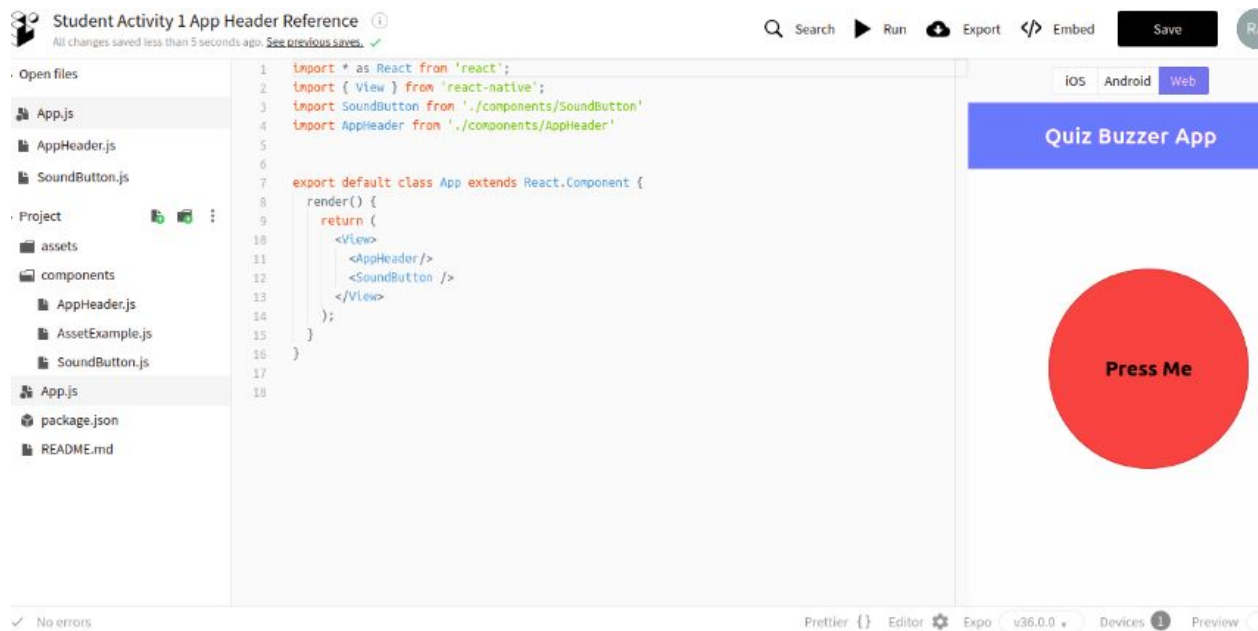 Student Activity 1 App Header Reference
All changes saved less than 5 seconds ago. See previous saves.
Search
Run
Export
</> Embed
Save
Open files
App.js
AppHeader.js
SoundButton.js
Project
assets
components
AppHeader.js
AssetExample.js
SoundButton.js
App.js
package.json
README.md
1 import * as React from 'react';
2 import { View } from 'react-native';
3 import SoundButton from './components/SoundButton'
4 import AppHeader from './components/AppHeader'
5
6
7 export default class App extends React.Component {
8 render() {
9 return (
10 <View>
11 <AppHeader/>
12 <SoundButton />
13 </View>
14 );
15 }
16 }
17
18
iOS Android Web
Quiz Buzzer App
Press Me
No errors
Prettier {} Editor Expo v36.0.0 Devices 1 Preview